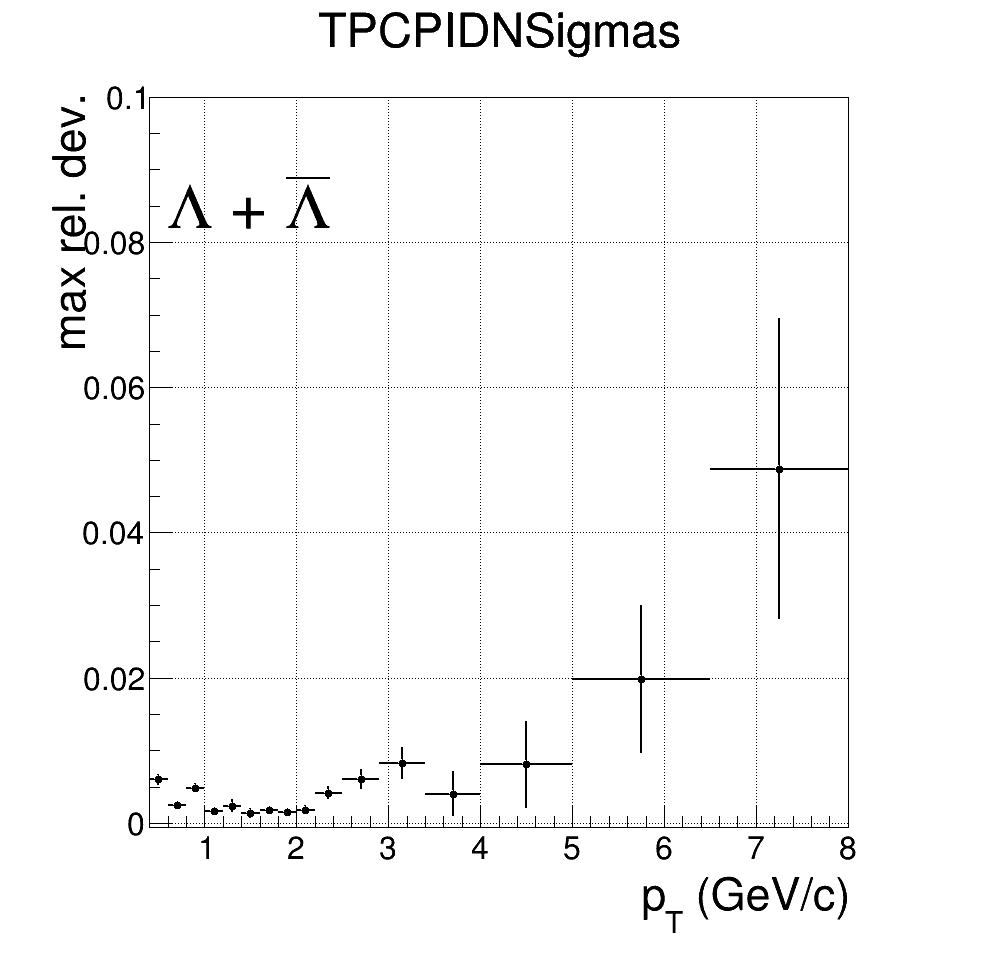 TPCPIDNSigmas
max rel. dev.
0.1
Λ + Λ̅
0.08
0.06
0.04
0.02
0
1 2 3 4 5 6 7 8
p_T (GeV/c)